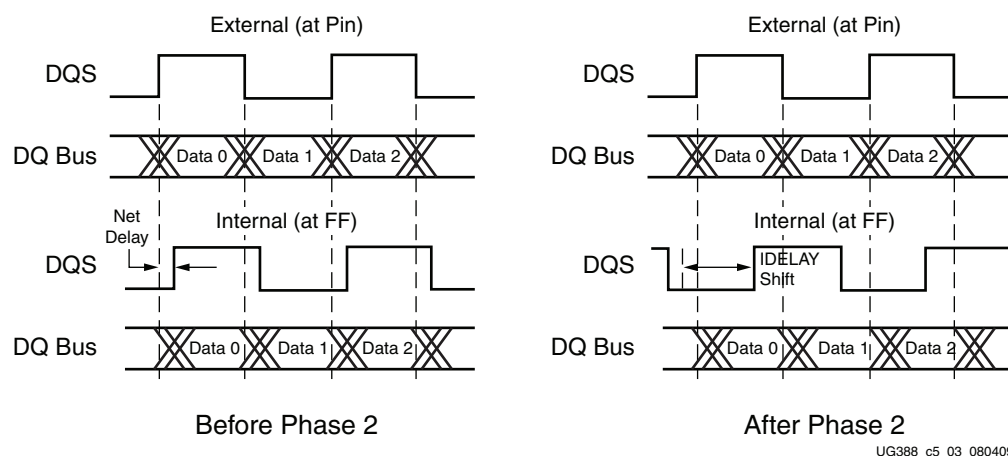 External (at Pin)
DQS
DQ Bus
Data 0
Data 1
Data 2
Net
Delay
Internal (at FF)
DQS
DQ Bus
Data 0
Data 1
Data 2
Before Phase 2
External (at Pin)
DQS
DQ Bus
Data 0
Data 1
Data 2
Internal (at FF)
DQS
IDELAY
Shift
DQ Bus
Data 0
Data 1
Data 2
After Phase 2
UG388_c5_03_080409